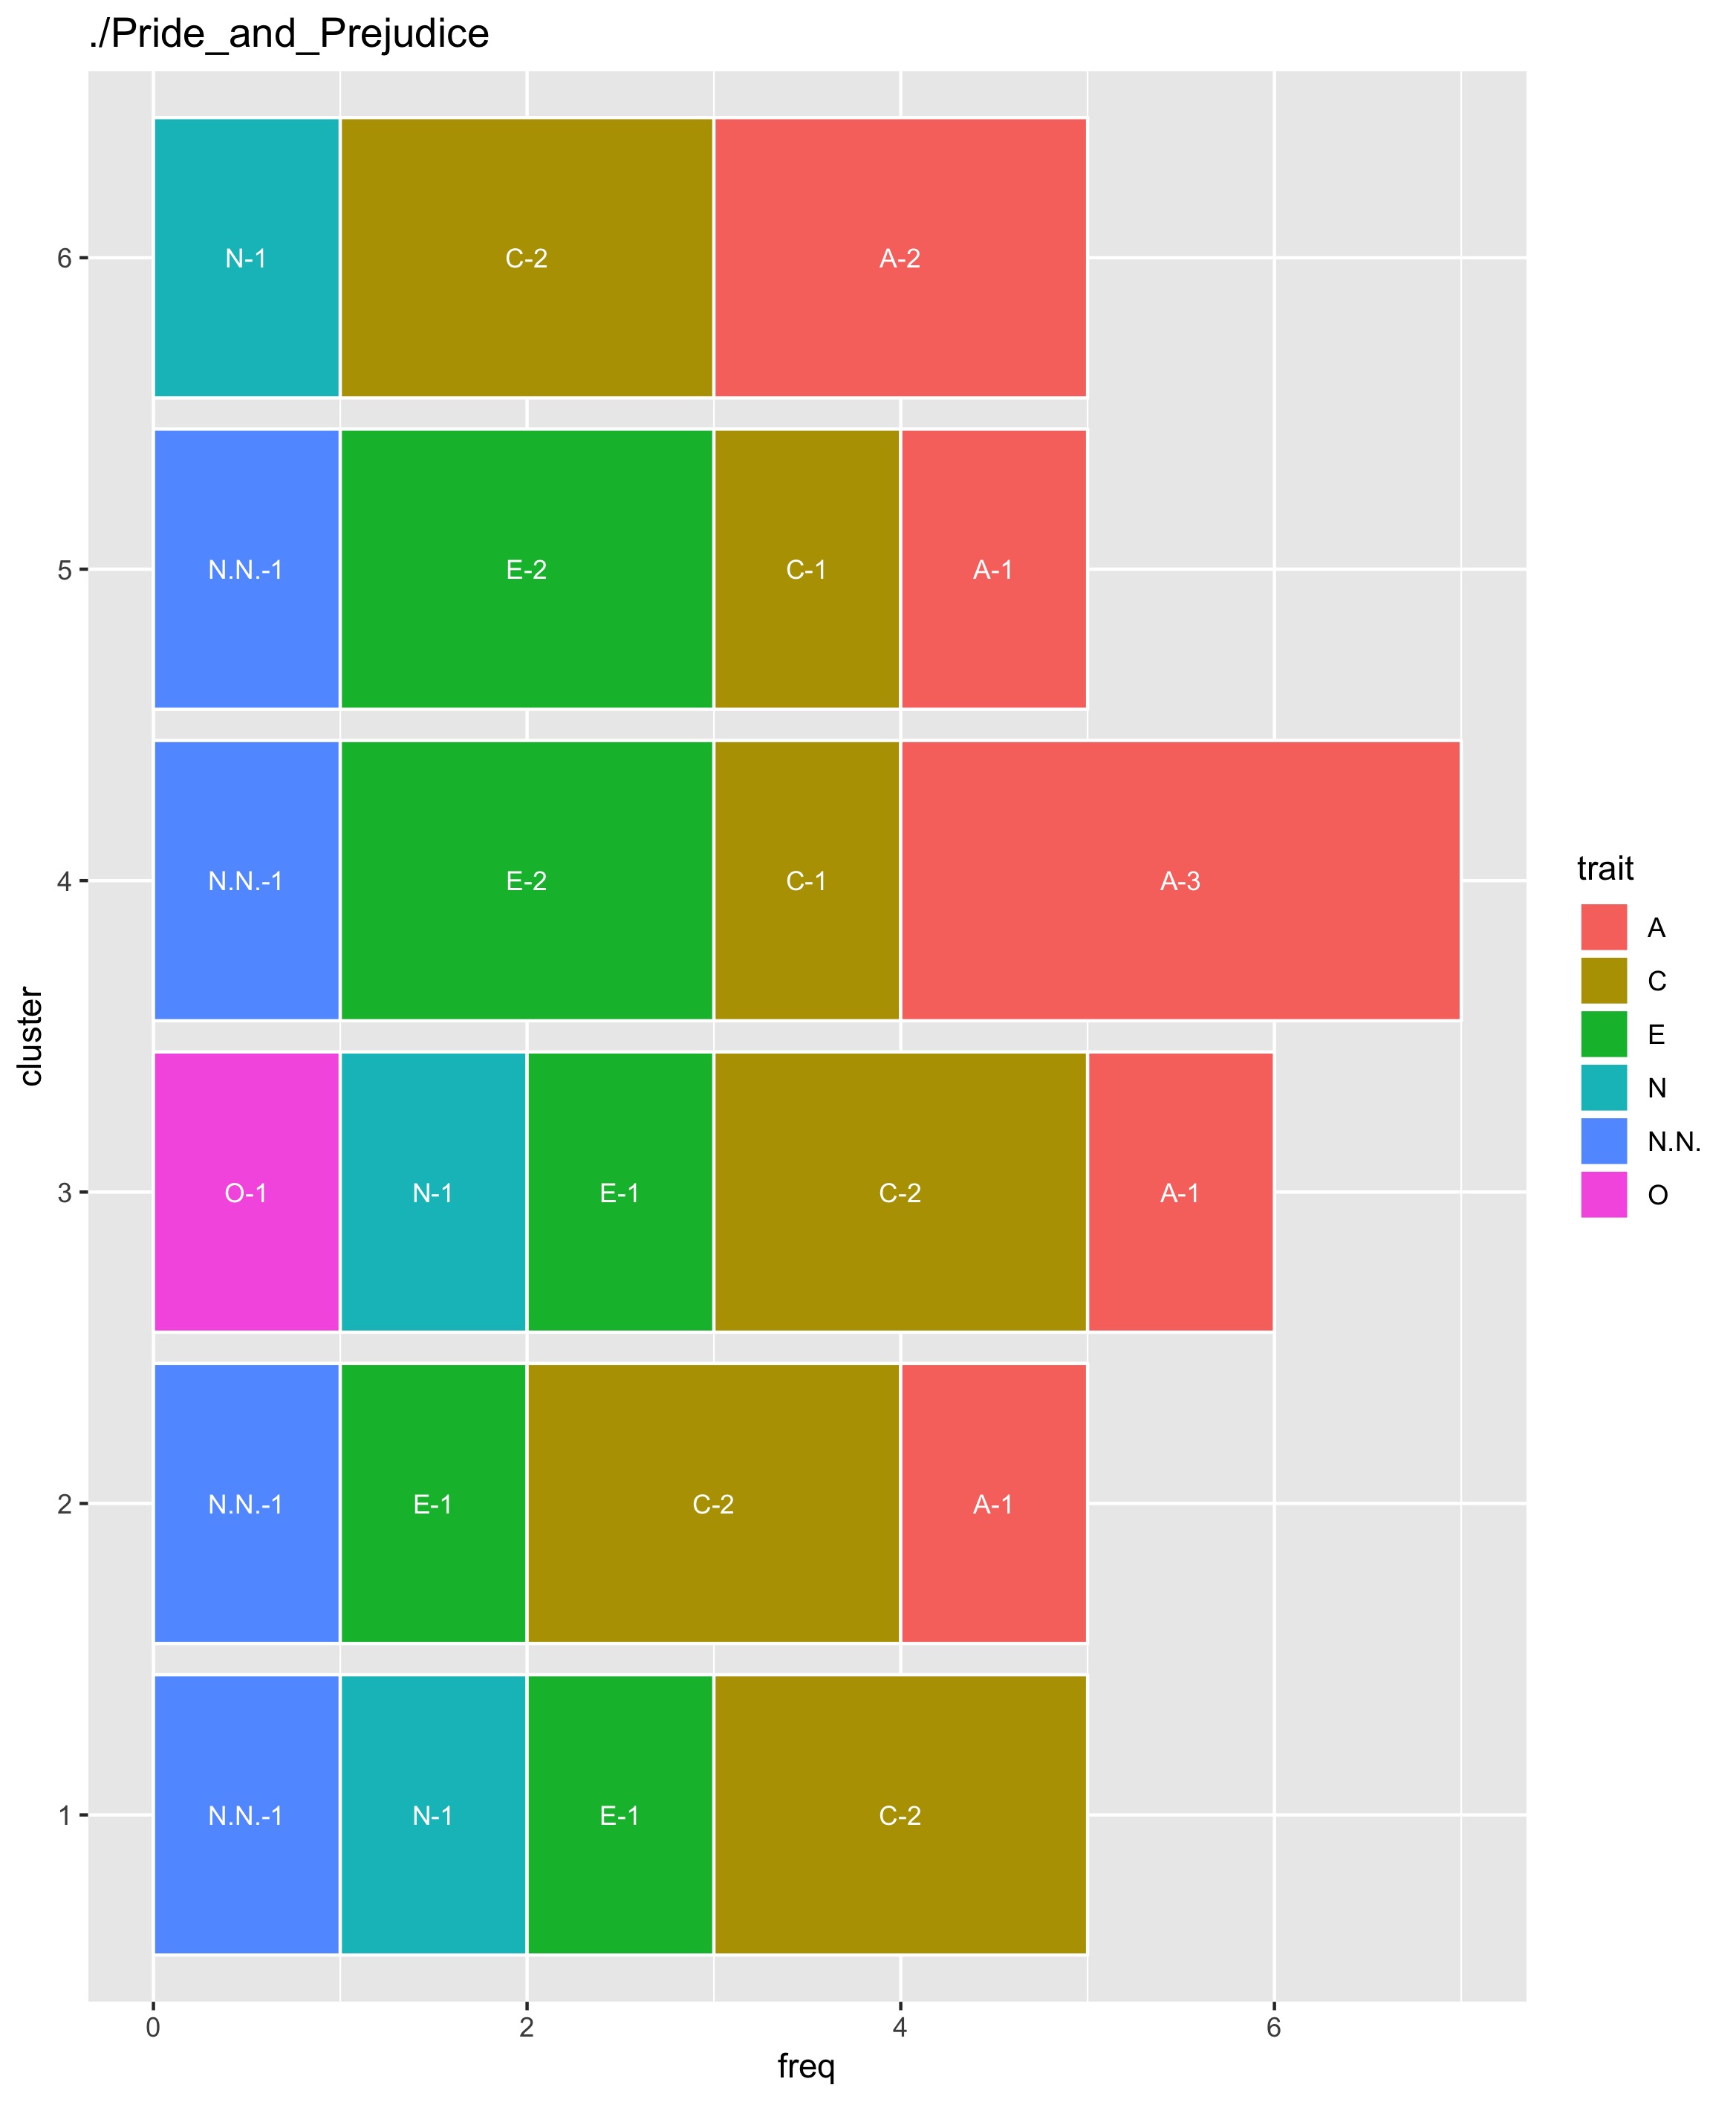 ./Pride_and_Prejudice
6
N-1 C-2 A-2
5
N.N.-1 E-2 C-1 A-1
4
N.N.-1 E-2 C-1 A-3
3
O-1 N-1 E-1 C-2 A-1
2
N.N.-1 E-1 C-2 A-1
1
N.N.-1 N-1 E-1 C-2
cluster
0 2 4 6
freq
trait
A
C
E
N
N.N.
O